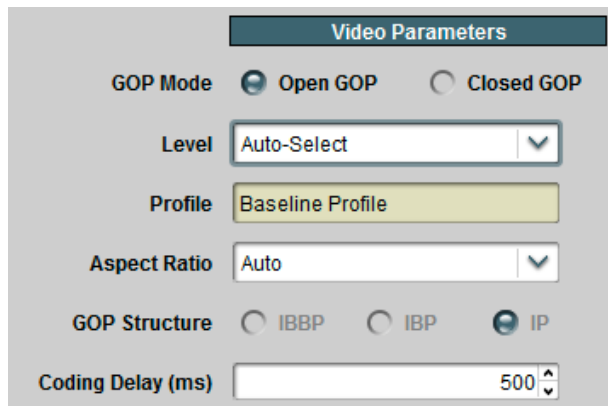 Video Parameters
GOP Mode Open GOP Closed GOP
Level Auto-Select
Profile Baseline Profile
Aspect Ratio Auto
GOP Structure IBBP IBP IP
Coding Delay (ms) 500